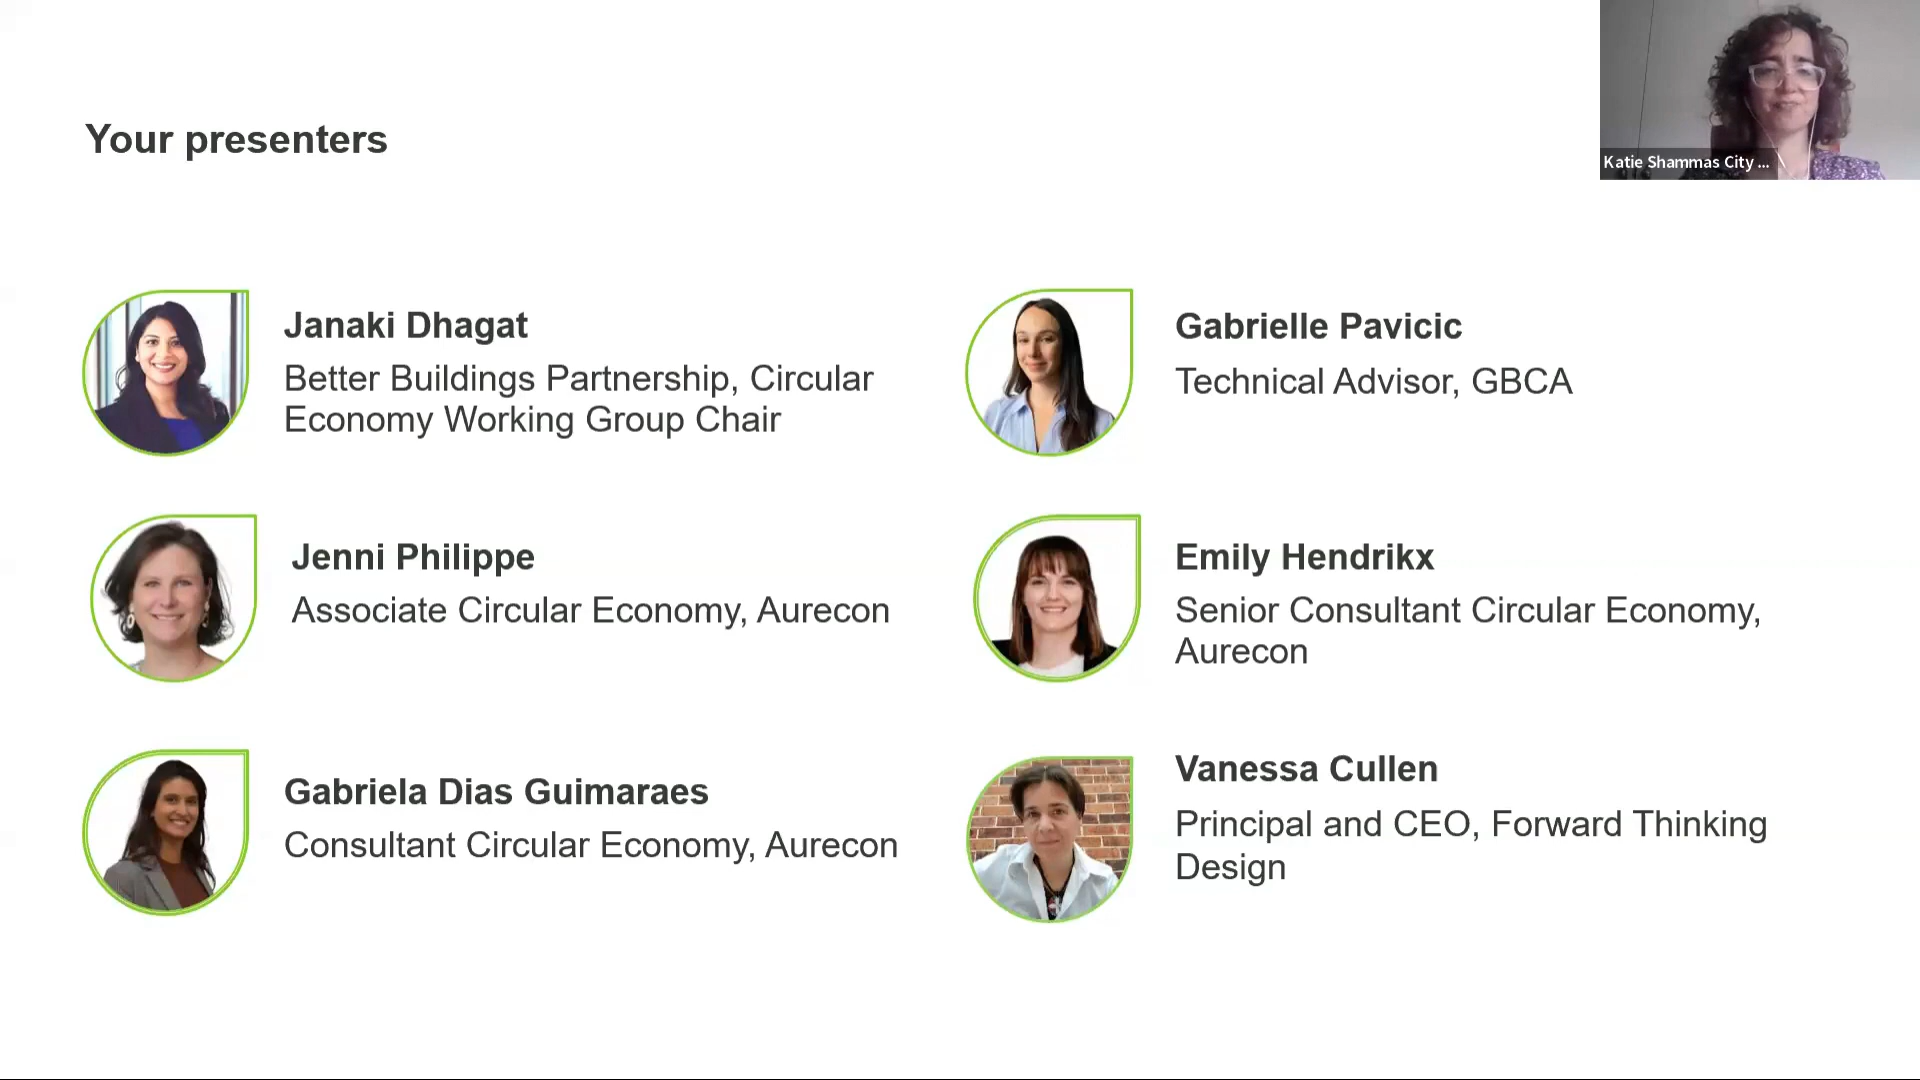 Your presenters
Katie Shammas City ...
Janaki Dhagat
Better Buildings Partnership, Circular
Economy Working Group Chair
Gabrielle Pavicic
Technical Advisor, GBCA
Jenni Philippe
Associate Circular Economy, Aurecon
Emily Hendrikx
Senior Consultant Circular Economy,
Aurecon
Gabriela Dias Guimaraes
Consultant Circular Economy, Aurecon
Vanessa Cullen
Principal and CEO, Forward Thinking
Design